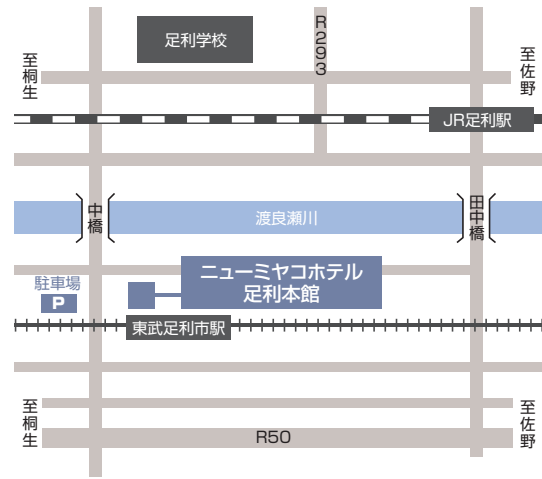 足利学校
R293
至桐生
至佐野
JR足利駅
中橋
渡良瀬川
田中橋
ニューミヤコホテル
足利本館
駐車場
P
東武足利市駅
至桐生
R50
至佐野